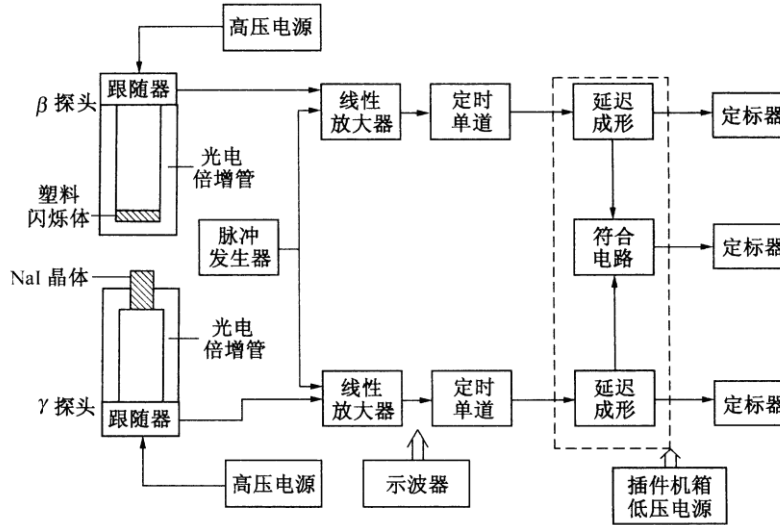 高压电源
跟随器
β 探头
光电
倍增管
塑料
闪烁体
线性
放大器
定时
单道
延迟
成形
定标器
脉冲
发生器
符合
电路
定标器
NaI 晶体
光电
倍增管
γ 探头
跟随器
线性
放大器
定时
单道
延迟
成形
定标器
高压电源
示波器
插件机箱
低压电源